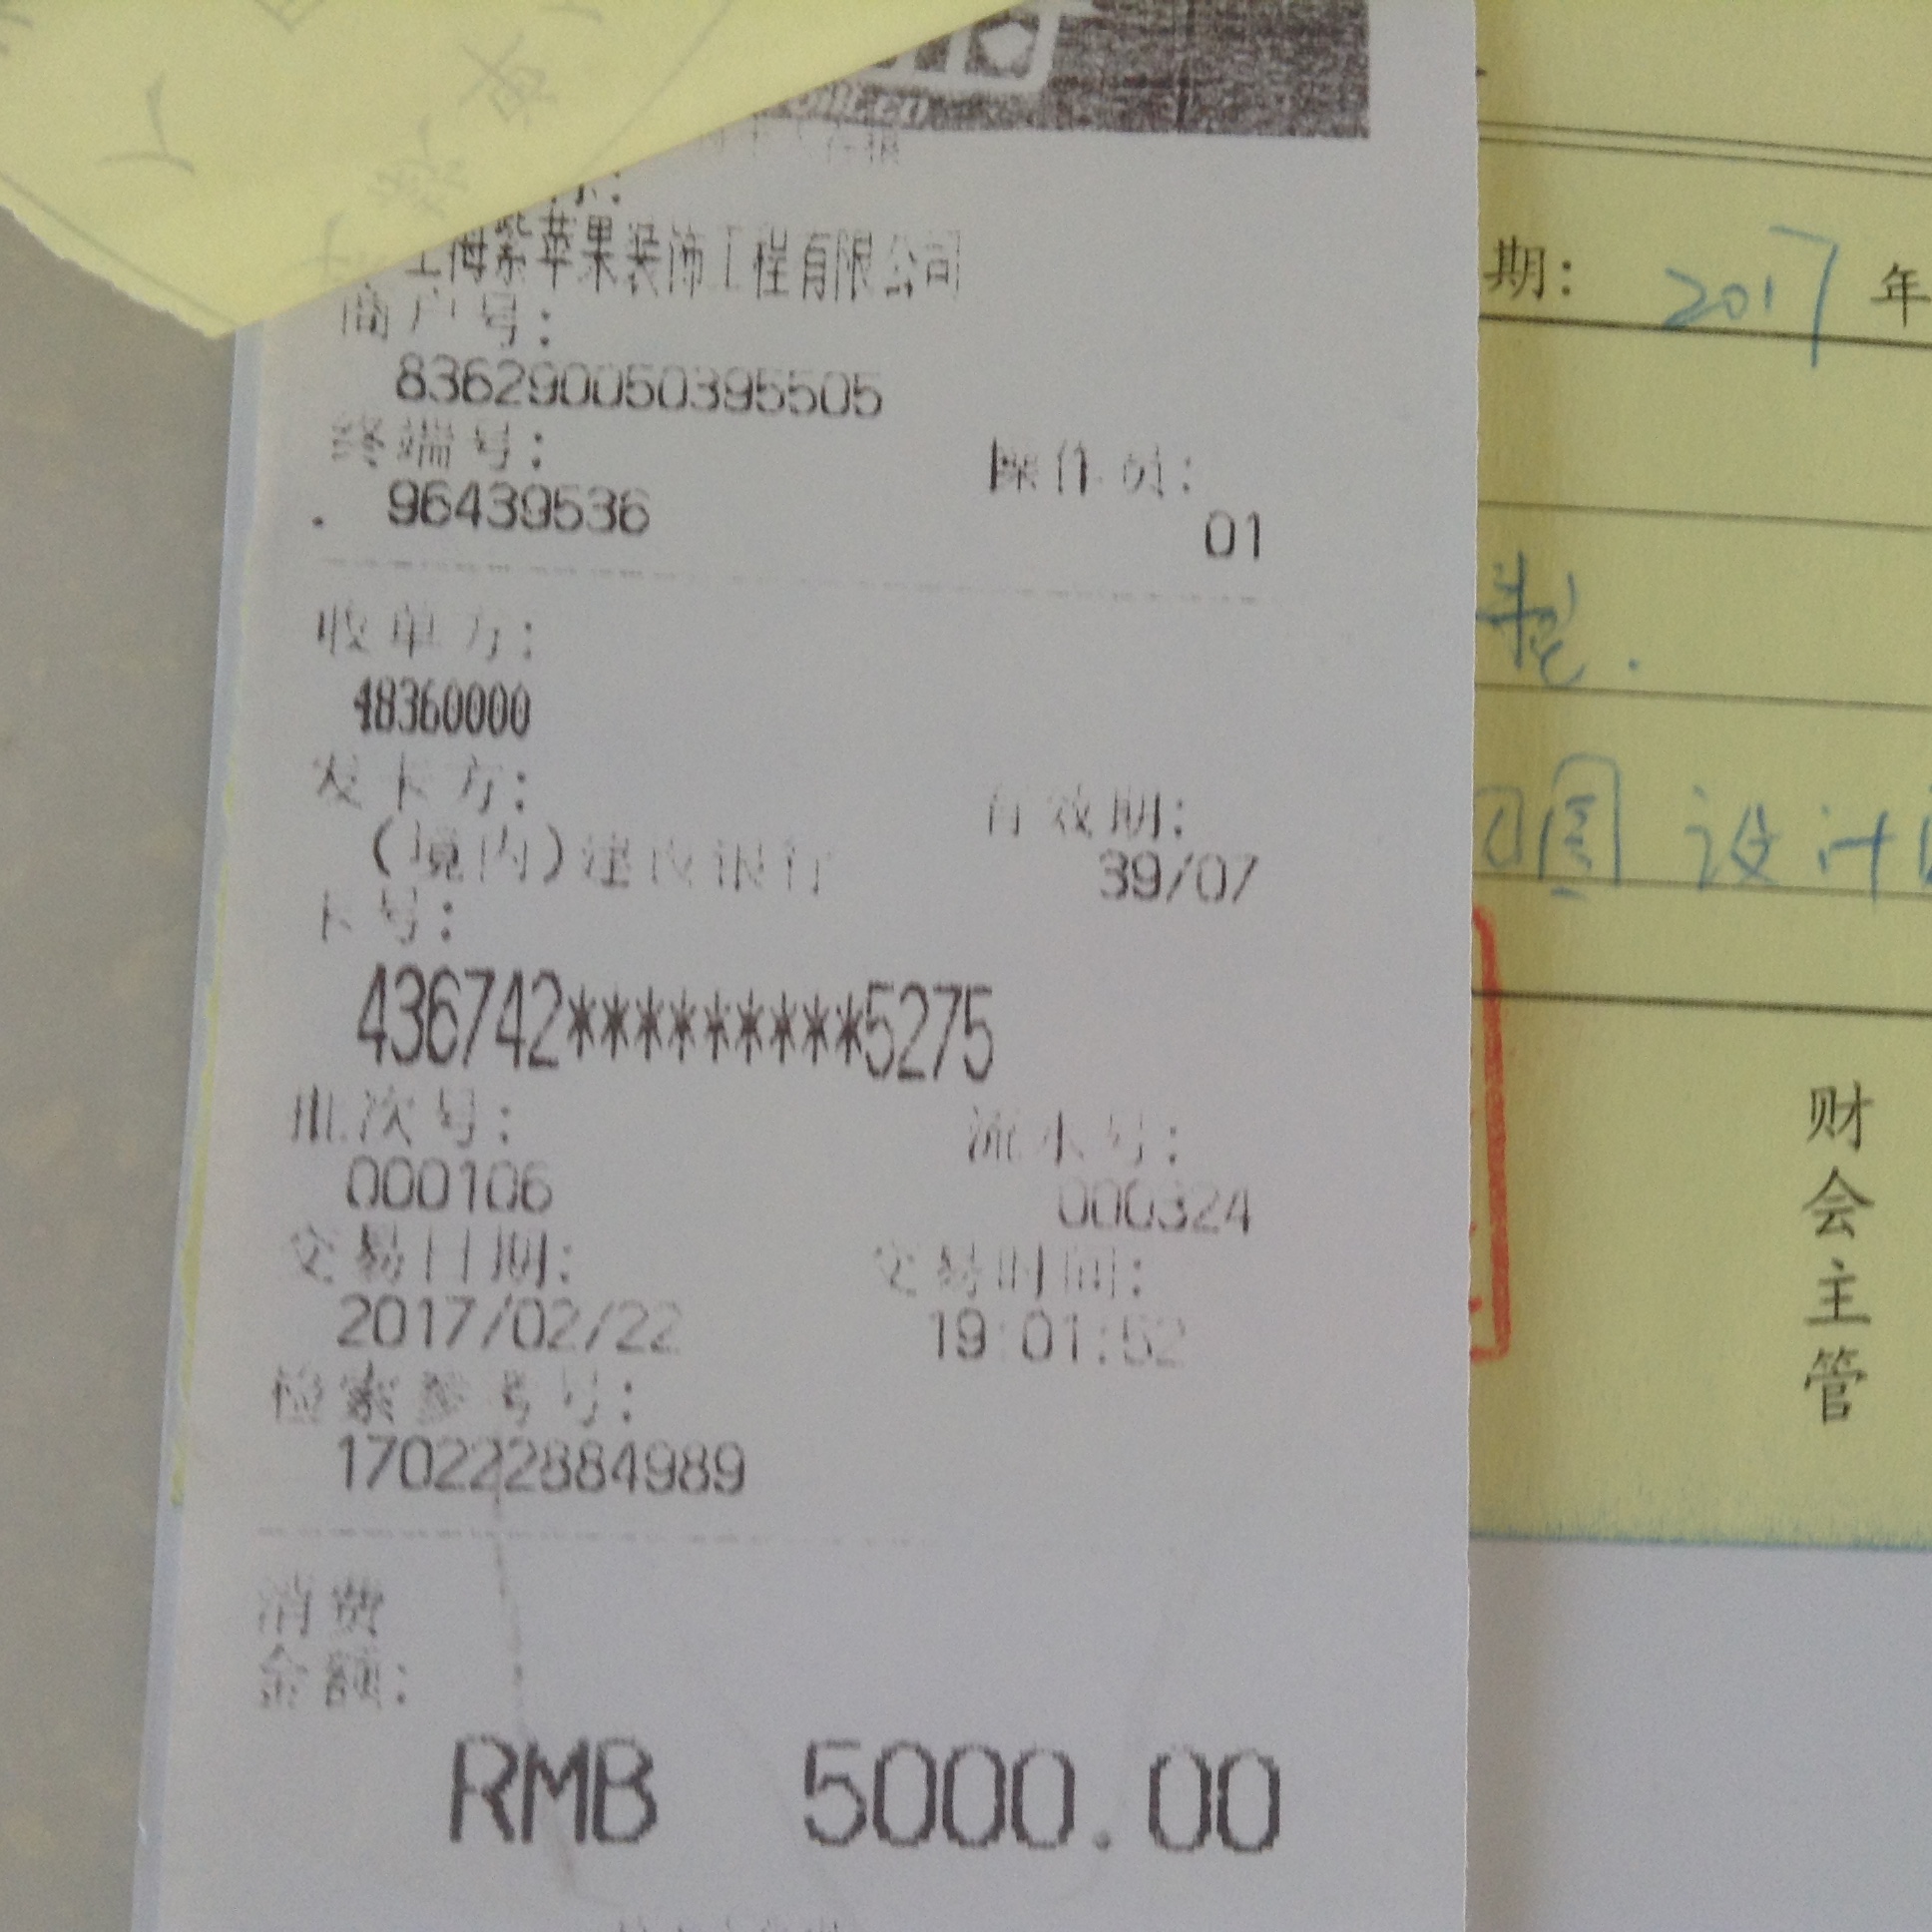 上海紫苹果装饰工程有限公司
商户号:
836290050395505
终端号:
操作员:
96439536
01
收单方:
48360000
发卡方:
有效期:
(境内)建设银行
39/07
卡号:
436742*********5275
批次号:
流水号:
000106
000324
交易日期:
交易时间:
2017/02/22
19:01:52
检索参考号:
170222884989
消费
金额:
RMB 5000.00
期: 2017 年
图 设计
财会主管